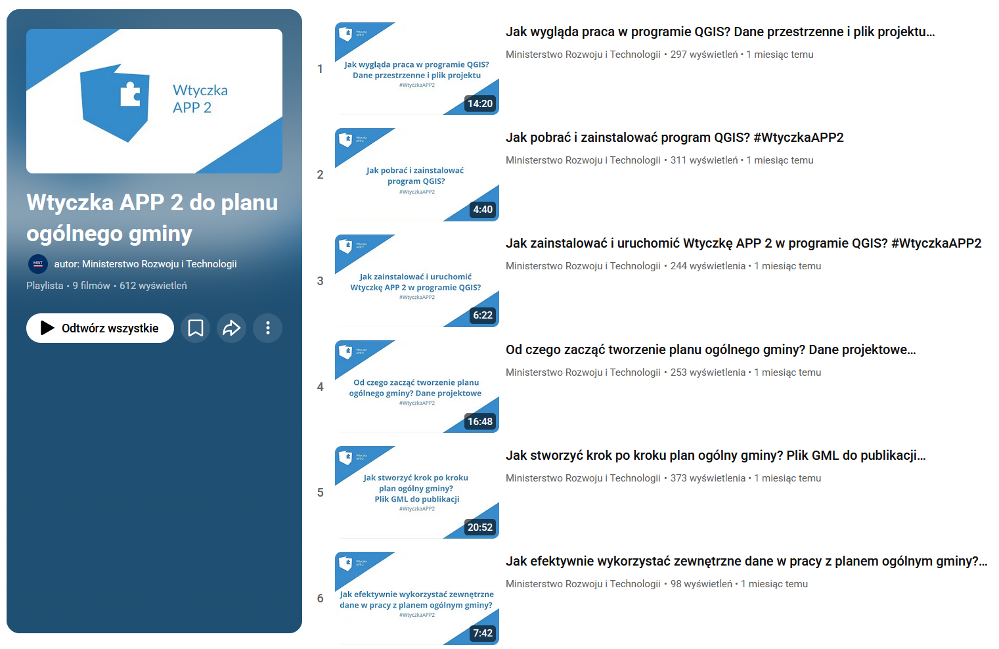 Wtyczka
APP 2
Wtyczka APP 2 do planu
ogólnego gminy
MRiT
autor: Ministerstwo Rozwoju i Technologii
Playlista • 9 filmów • 612 wyświetleń
Odtwórz wszystkie
1
Wtyczka
APP 2
Jak wygląda praca w programie QGIS?
Dane przestrzenne i plik projektu
#WtyczkaAPP2
14:20
Jak wygląda praca w programie QGIS? Dane przestrzenne i plik projektu...
Ministerstwo Rozwoju i Technologii • 297 wyświetleń • 1 miesiąc temu
2
Wtyczka
APP 2
Jak pobrać i zainstalować
program QGIS?
#WtyczkaAPP2
4:40
Jak pobrać i zainstalować program QGIS? #WtyczkaAPP2
Ministerstwo Rozwoju i Technologii • 311 wyświetleń • 1 miesiąc temu
3
Wtyczka
APP 2
Jak zainstalować i uruchomić
Wtyczkę APP 2 w programie QGIS?
#WtyczkaAPP2
6:22
Jak zainstalować i uruchomić Wtyczkę APP 2 w programie QGIS? #WtyczkaAPP2
Ministerstwo Rozwoju i Technologii • 244 wyświetlenia • 1 miesiąc temu
4
Wtyczka
APP 2
Od czego zacząć tworzenie planu
ogólnego gminy? Dane projektowe
#WtyczkaAPP2
16:48
Od czego zacząć tworzenie planu ogólnego gminy? Dane projektowe...
Ministerstwo Rozwoju i Technologii • 253 wyświetlenia • 1 miesiąc temu
5
Wtyczka
APP 2
Jak stworzyć krok po kroku
plan ogólny gminy?
Plik GML do publikacji
#WtyczkaAPP2
20:52
Jak stworzyć krok po kroku plan ogólny gminy? Plik GML do publikacji...
Ministerstwo Rozwoju i Technologii • 373 wyświetlenia • 1 miesiąc temu
6
Wtyczka
APP 2
Jak efektywnie wykorzystać zewnętrzne
dane w pracy z planem ogólnym gminy?
#WtyczkaAPP2
7:42
Jak efektywnie wykorzystać zewnętrzne dane w pracy z planem ogólnym gminy?...
Ministerstwo Rozwoju i Technologii • 98 wyświetleń • 1 miesiąc temu